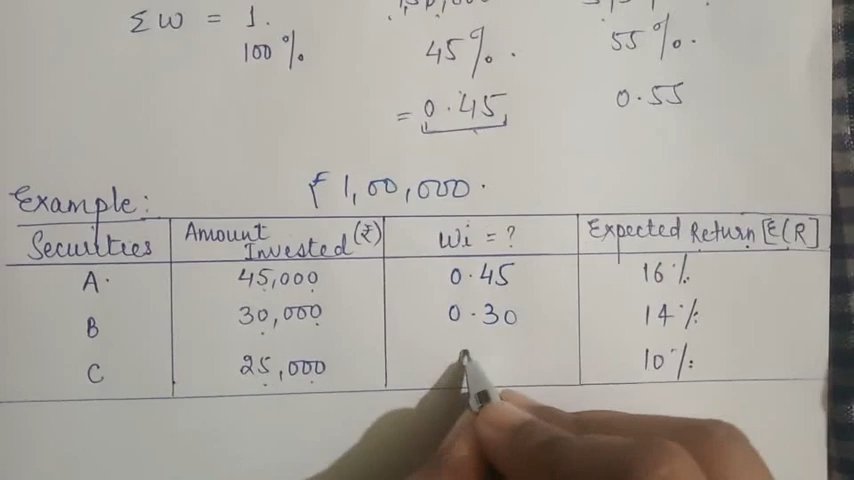 Σw = 1.
100%
45%.
55%.
= 0.45
0.55
Example:
₹ 1,00,000.
Securities Amount Invested (₹) Wi = ? Expected Return [E(R]
A. 45,000 0.45 16%
B 30,000 0.30 14%
C 25,000 10%